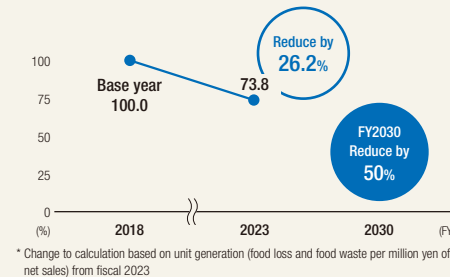 Reduce by
26.2%
100
Base year
100.0
73.8
75
50
FY2030
Reduce by
50%
25
0
(%)
2018
2023
2030
(FY
* Change to calculation based on unit generation (food loss and food waste per million yen of
net sales) from fiscal 2023